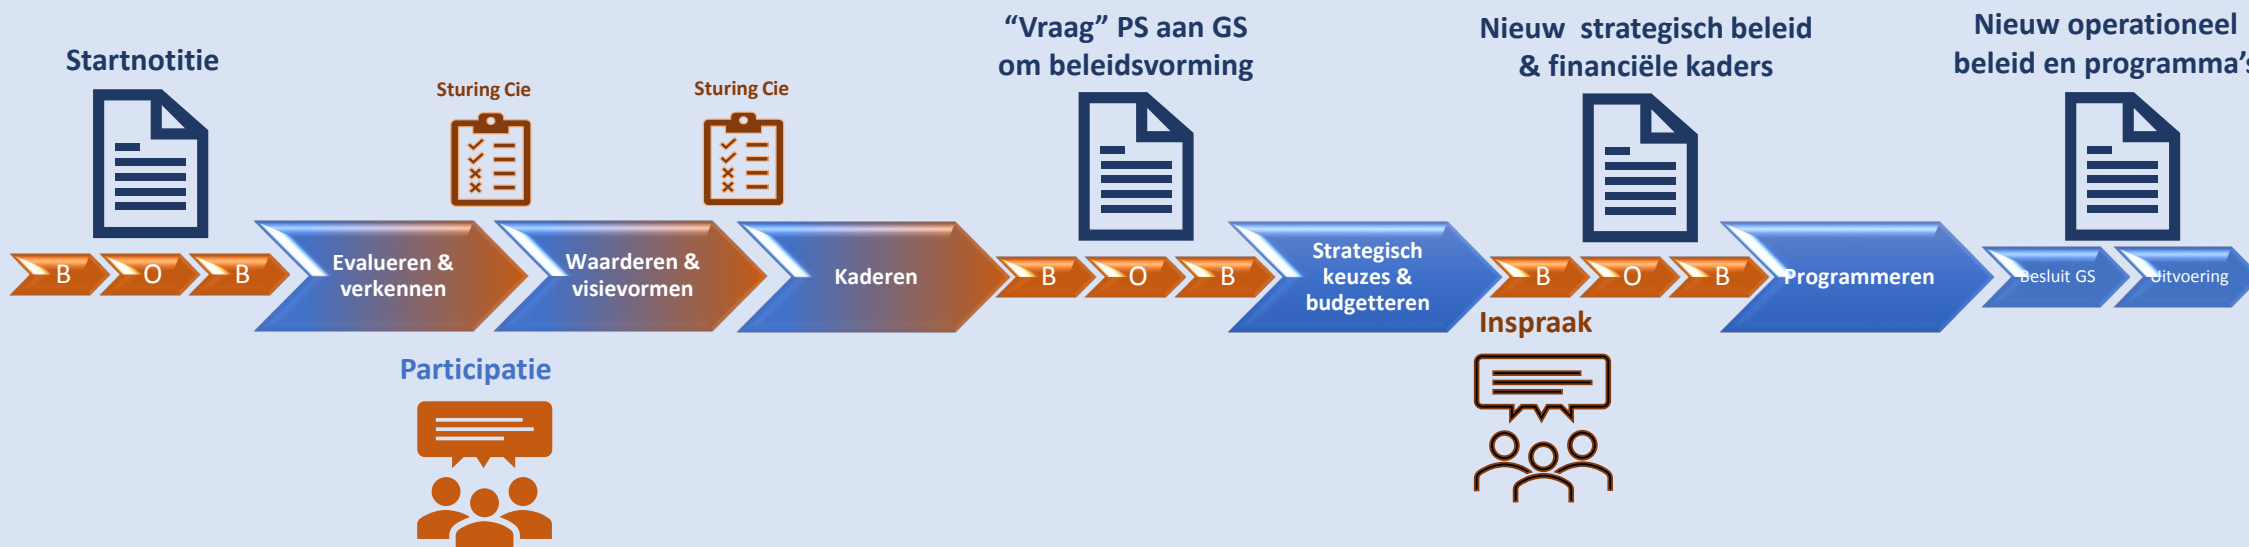 Startnotitie
Sturing Cie
Sturing Cie
“Vraag” PS aan GS
om beleidsvorming
Nieuw strategisch beleid
& financiële kaders
Nieuw operationeel
beleid en programma's
B
O
B
Evalueren &
verkennen
Waarderen &
visievormen
Kaderen
B
O
B
Strategisch
keuzes &
budgetteren
B
O
B
Programmeren
Besluit GS
Uitvoering
Participatie
Inspraak